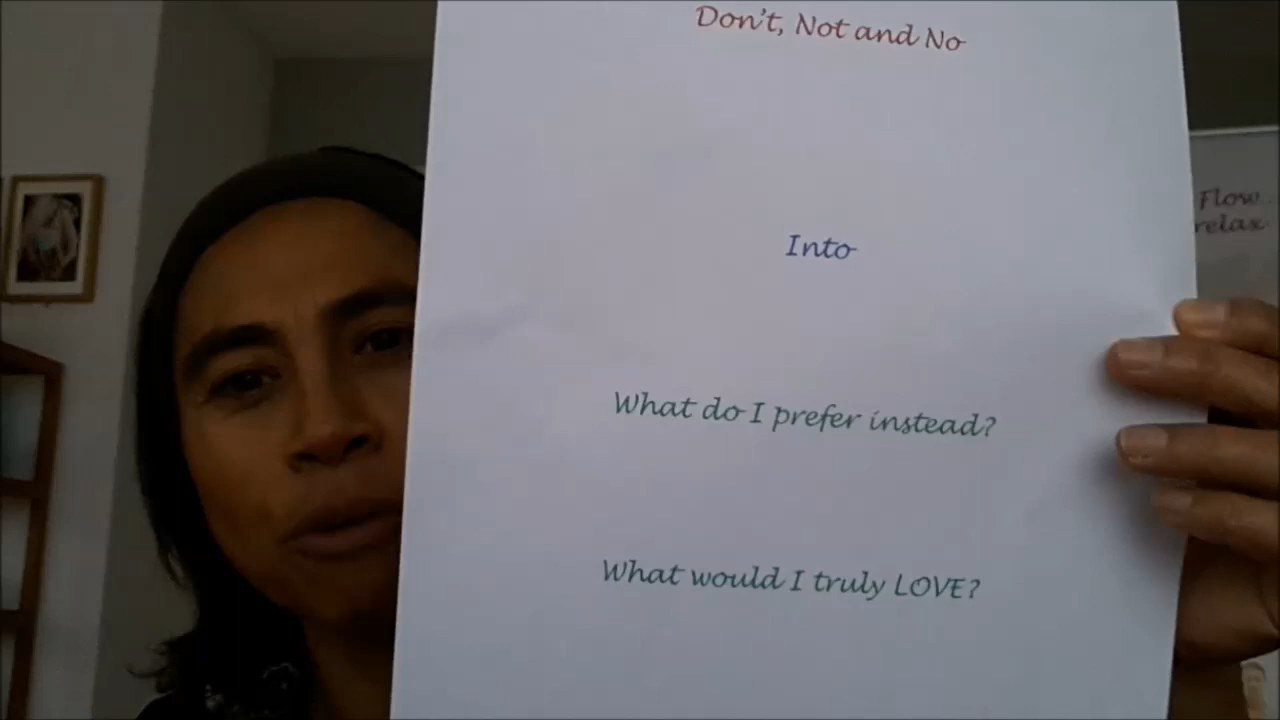 Don't, Not and No
Into
Flow
relax
What do I prefer instead?
What would I truly LOVE?